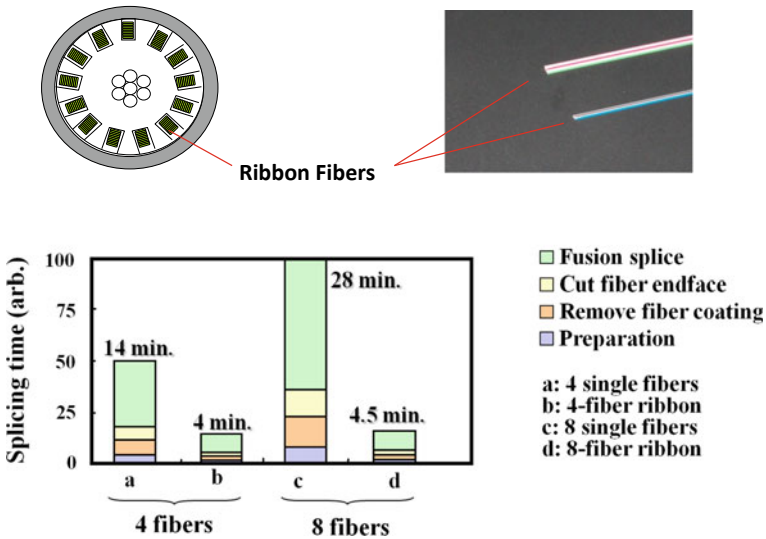 Ribbon Fibers
Splicing time (arb.)
100
75
50
25
0
14 min.
4 min.
28 min.
4.5 min.
a
b
c
d
4 fibers
8 fibers
Fusion splice
Cut fiber endface
Remove fiber coating
Preparation
a: 4 single fibers
b: 4-fiber ribbon
c: 8 single fibers
d: 8-fiber ribbon